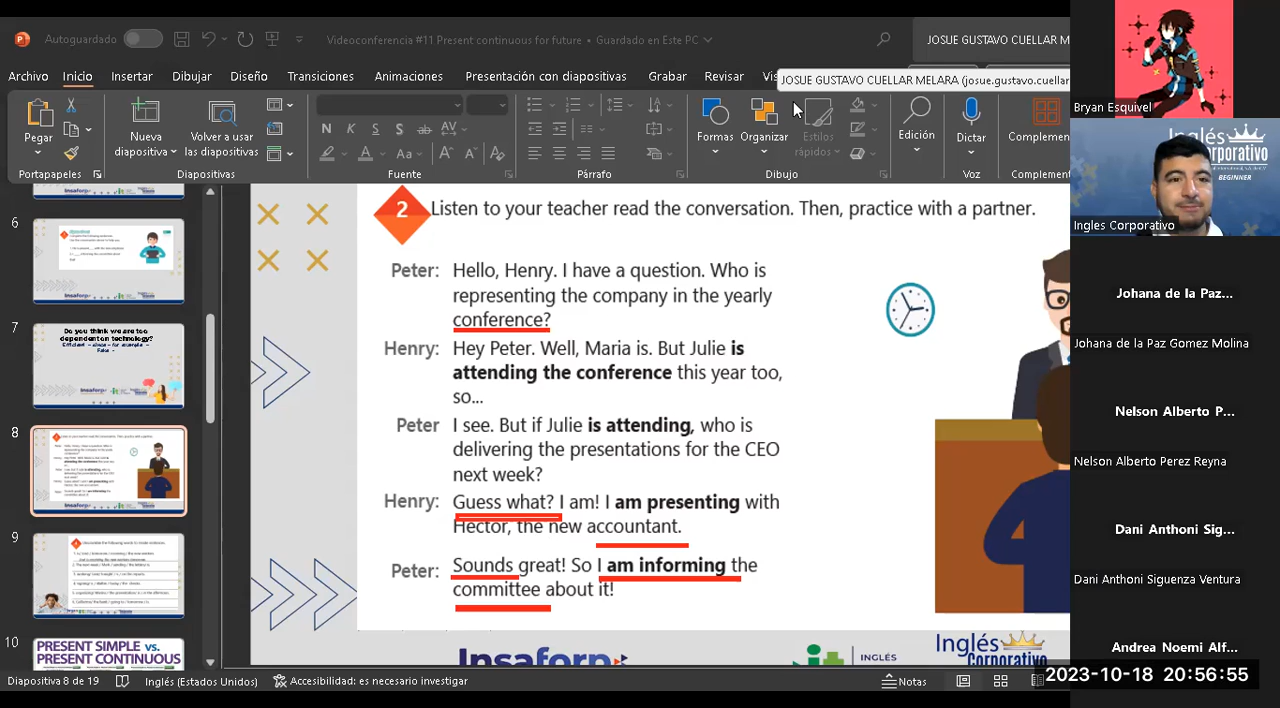 Autoguardado
Videoconferencia #11 Present continuous for future • Guardado en Este PC
JOSUE GUSTAVO CUELLAR M
Archivo Inicio Insertar Dibujar Diseño Transiciones Animaciones Presentación con diapositivas Grabar Revisar Vis
JOSUE GUSTAVO CUELLAR MELARA (josue.gustavo.cuellar
Pegar
Nueva diapositiva
Volver a usar las diapositivas
Formas
Organizar
Estilos rápidos
Edición
Dictar
Complemen
Portapapeles
Diapositivas
Fuente
Párrafo
Dibujo
Voz
Complement
6
7
Do you think we are too
dependent on technology?
8
9
10
PRESENT SIMPLE vs.
PRESENT CONTINUOUS
2 Listen to your teacher read the conversation. Then, practice with a partner.
Peter: Hello, Henry. I have a question. Who is
representing the company in the yearly
conference?
Henry: Hey Peter. Well, Maria is. But Julie is
attending the conference this year too,
so...
Peter I see. But if Julie is attending, who is
delivering the presentations for the CEO
next week?
Henry: Guess what? I am! I am presenting with
Hector, the new accountant.
Peter: Sounds great! So I am informing the
committee about it!
Insaforp
INGLÉS
Inglés
Corporativo
Diapositiva 8 de 19
Inglés (Estados Unidos)
Accesibilidad: es necesario investigar
Notas
Bryan Esquivel
Inglés
BEGINNER
Ingles Corporativo
Johana de la Paz...
Johana de la Paz Gomez Molina
Nelson Alberto P...
Nelson Alberto Perez Reyna
Dani Anthoni Sig...
Dani Anthoni Siguenza Ventura
Andrea Noemi Alf...
2023-10-18 20:56:55